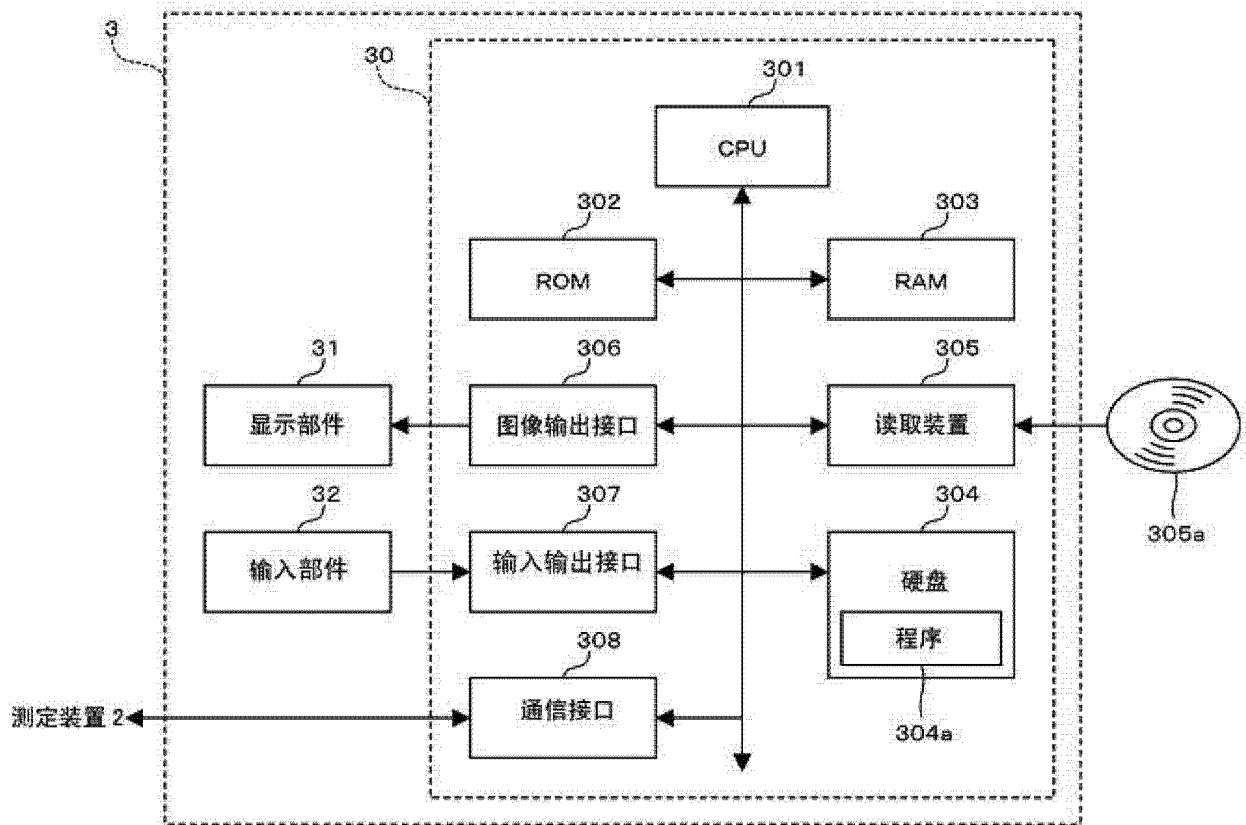 3
30
301
CPU
302
303
ROM
RAM
31
306
305
显示部件
图像输出接口
读取装置
32
307
304
305a
输入部件
输入输出接口
硬盘
程序
308
测定装置 2
通信接口
304a